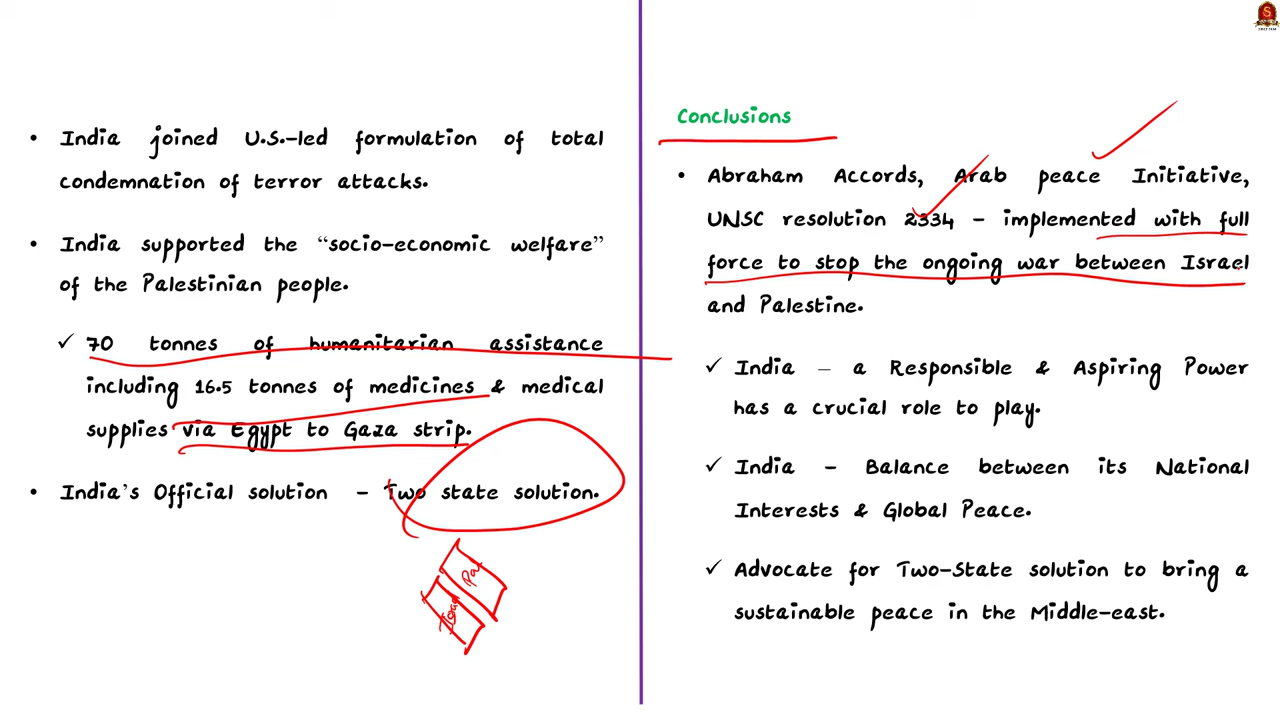 • India joined U.S.-led formulation of total
condemnation of terror attacks.
• India supported the “socio-economic welfare”
of the Palestinian people.
✓ 70 tonnes of humanitarian assistance
including 16.5 tonnes of medicines & medical
supplies via Egypt to Gaza strip.
• India's Official solution - Two state solution.
Pal
Israel
Conclusions
• Abraham Accords, Arab peace Initiative,
UNSC resolution 2334 - implemented with full
force to stop the ongoing war between Israel
and Palestine.
✓ India – a Responsible & Aspiring Power
has a crucial role to play.
✓ India - Balance between its National
Interests & Global Peace.
✓ Advocate for Two-State solution to bring a
sustainable peace in the Middle-east.